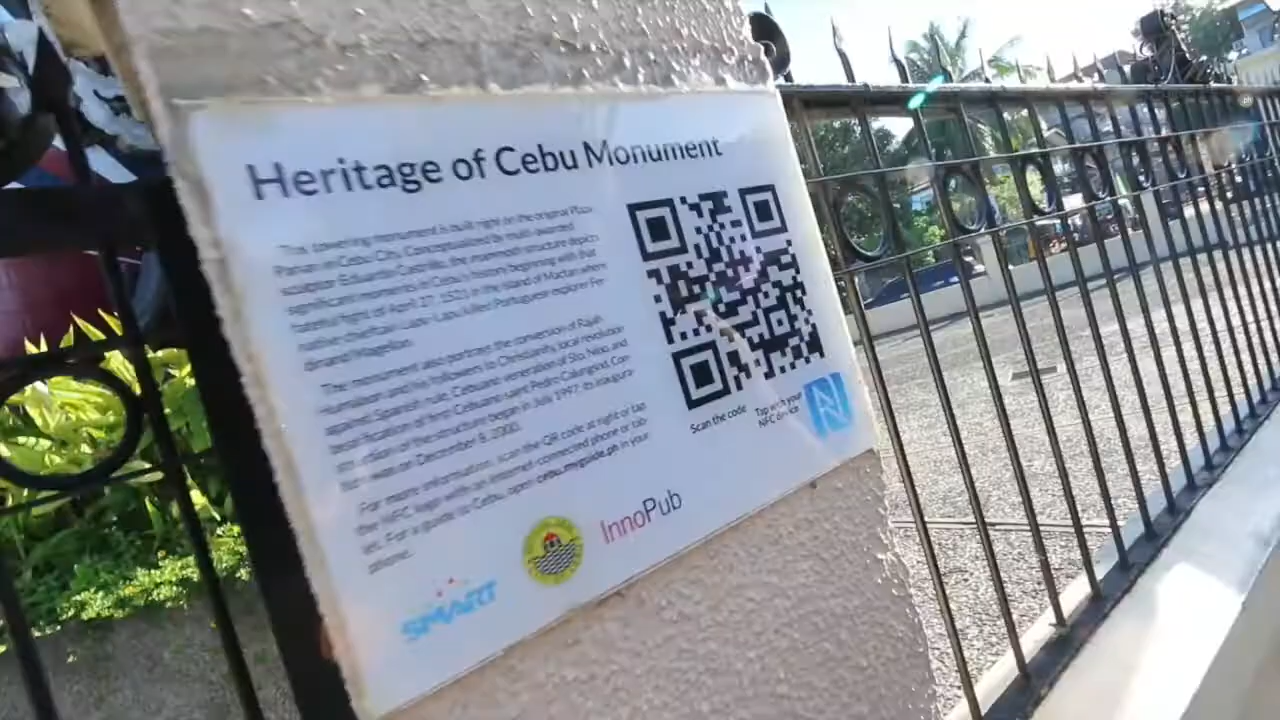 Heritage of Cebu Monument
This towering monument is built right on the original Plaza
Parian in Cebu City. Conceptualized by multi-awarded
sculptor Eduardo Castrillo, the mammoth structure depicts
significant moments in Cebu's history beginning with that
fateful fight of April 27, 1521 in the island of Mactan where
native chieftain Lapu-Lapu killed Portuguese explorer Fer-
dinand Magellan.
The monument also portrays the conversion of Rajah
Humabon and his followers to Christianity, local revolution
against Spanish rule, Cebuano veneration of Sto. Nino, and
beatification of first Cebuano saint Pedro Calungsod. Con-
struction of the structure began in July 1997; its inaugura-
tion was on December 8, 2000.
For more information, scan the QR code at right or tap
the NFC logo with an internet-connected phone or tab-
let. For a guide to Cebu, open cebu.myguide.ph in your
phone.
Scan the code
Tap with your
NFC device
SMART
InnoPub